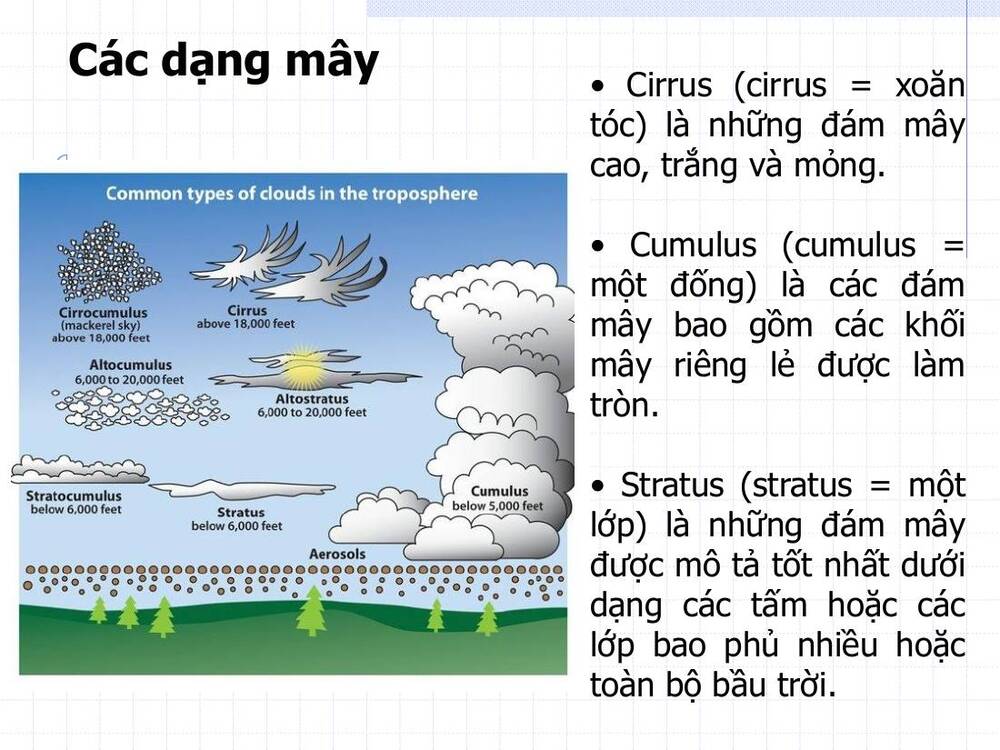 Các dạng mây
Common types of clouds in the troposphere
Cirrocumulus
(mackerel sky)
above 18,000 feet
Cirrus
above 18,000 feet
Altocumulus
6,000 to 20,000 feet
Altostratus
6,000 to 20,000 feet
Stratocumulus
below 6,000 feet
Stratus
below 6,000 feet
Cumulus
below 5,000 feet
Aerosols
• Cirrus (cirrus = xoăn
tóc) là những đám mây
cao, trắng và mỏng.
• Cumulus (cumulus =
một đống) là các đám
mây bao gồm các khối
mây riêng lẻ được làm
tròn.
• Stratus (stratus = một
lớp) là những đám mây
được mô tả tốt nhất dưới
dạng các tấm hoặc các
lớp bao phủ nhiều hoặc
toàn bộ bầu trời.